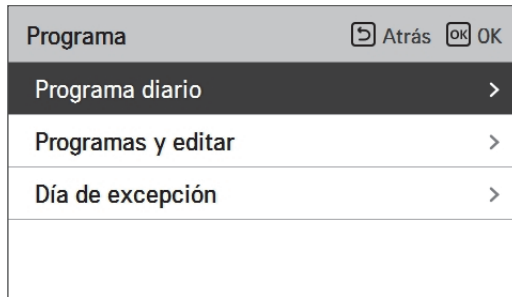 Programa Atrás OK OK
Programa diario >
Programas y editar >
Día de excepción >